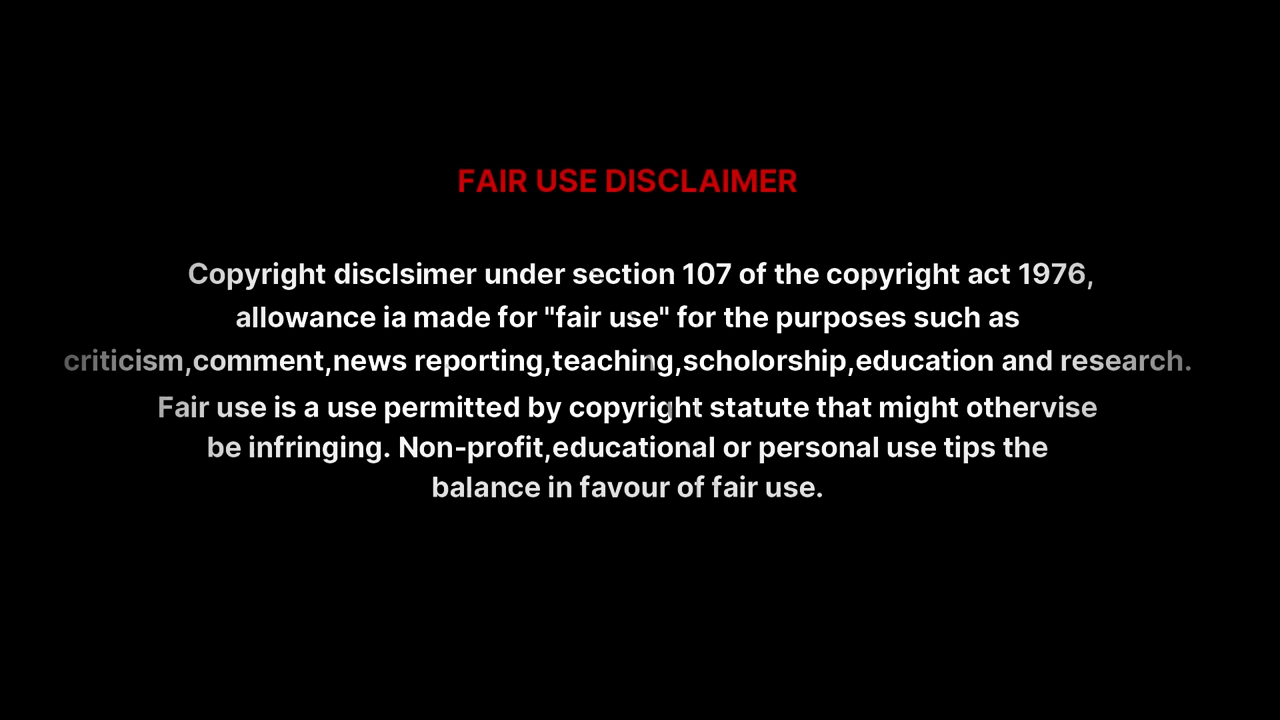 FAIR USE DISCLAIMER
Copyright disclsimer under section 107 of the copyright act 1976,
allowance ia made for "fair use" for the purposes such as
criticism,comment,news reporting,teaching,scholorship,education and research.
Fair use is a use permitted by copyright statute that might othervise
be infringing. Non-profit,educational or personal use tips the
balance in favour of fair use.